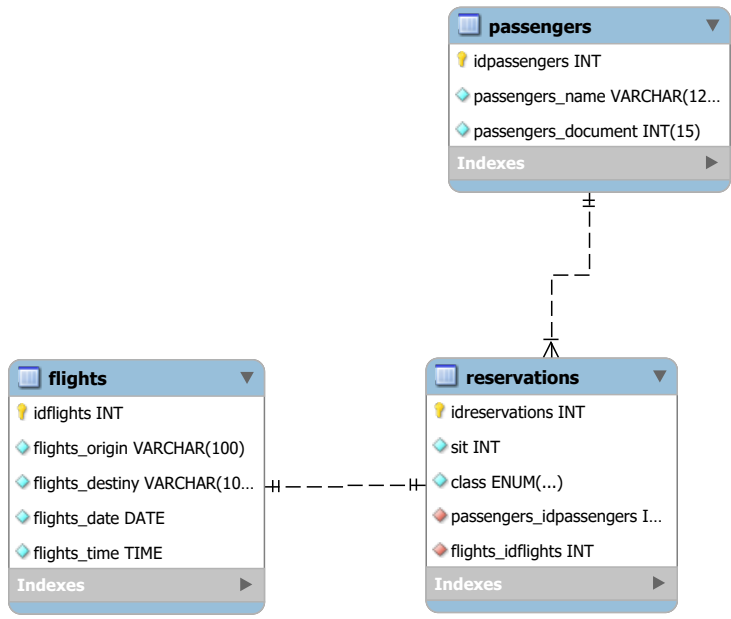 passengers
idpassengers INT
passengers_name VARCHAR(12...
passengers_document INT(15)
Indexes
flights
idflights INT
flights_origin VARCHAR(100)
flights_destiny VARCHAR(10...
flights_date DATE
flights_time TIME
Indexes
reservations
idreservations INT
sit INT
class ENUM(...)
passengers_idpassengers I...
flights_idflights INT
Indexes